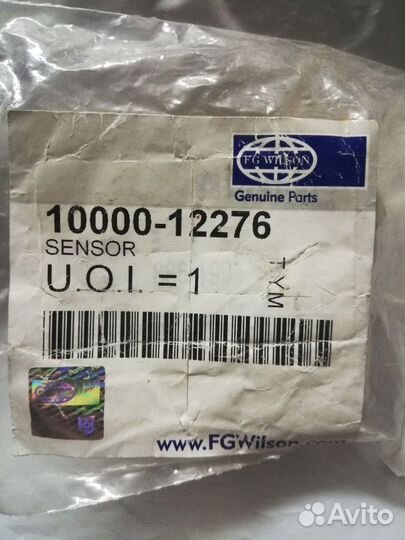 FG WILSON
Genuine Parts
10000-12276
SENSOR
U.O.I. = 1
TYM
www.FGWilson.com
Avito